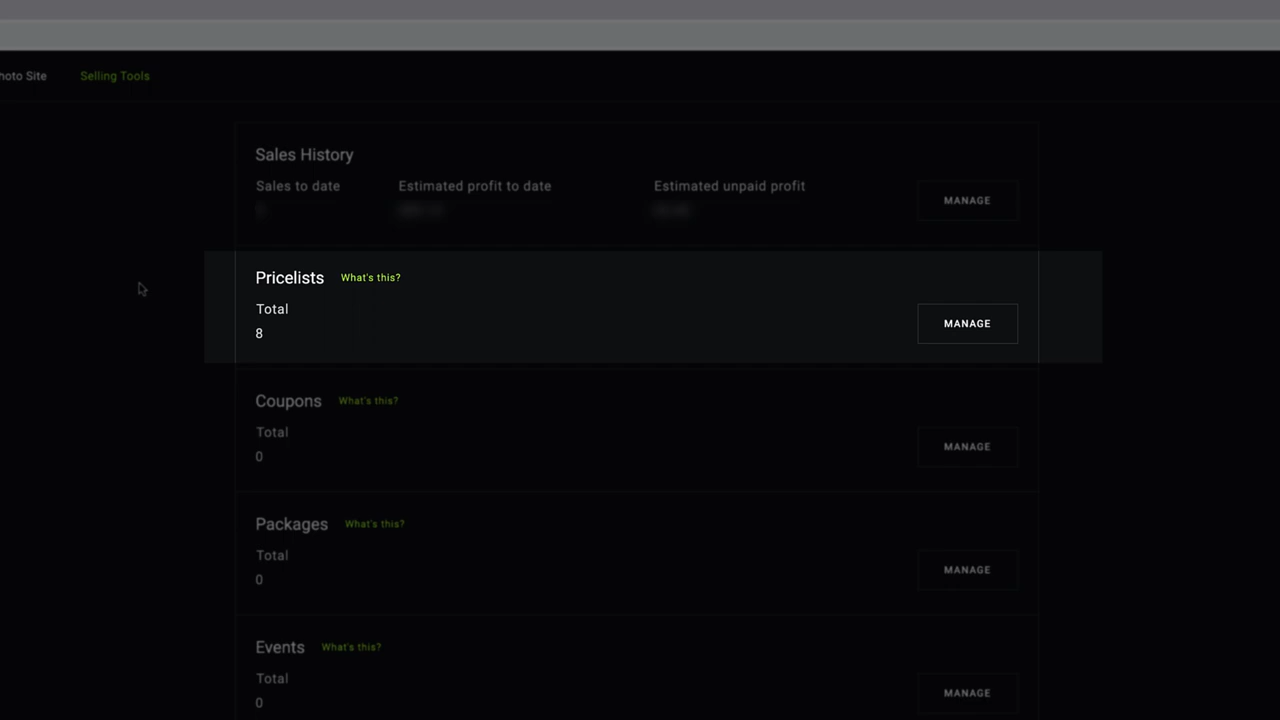 hoto Site Selling Tools
Sales History
Sales to date Estimated profit to date Estimated unpaid profit
MANAGE
Pricelists What's this?
Total
8
MANAGE
Coupons What's this?
Total
0
MANAGE
Packages What's this?
Total
0
MANAGE
Events What's this?
Total
0
MANAGE